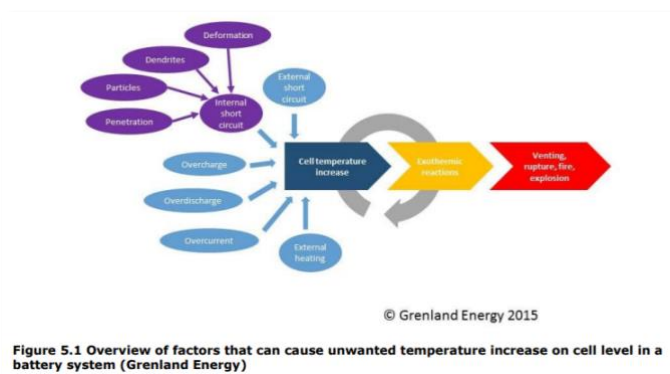 Deformation
Dendrites
Particles
Penetration
Internal
short
circuit
External
short
circuit
Overcharge
Overdischarge
Overcurrent
External
heating
Cell temperature
increase
Exothermic
reactions
Venting,
rupture, fire,
explosion
© Grenland Energy 2015
Figure 5.1 Overview of factors that can cause unwanted temperature increase on cell level in a
battery system (Grenland Energy)